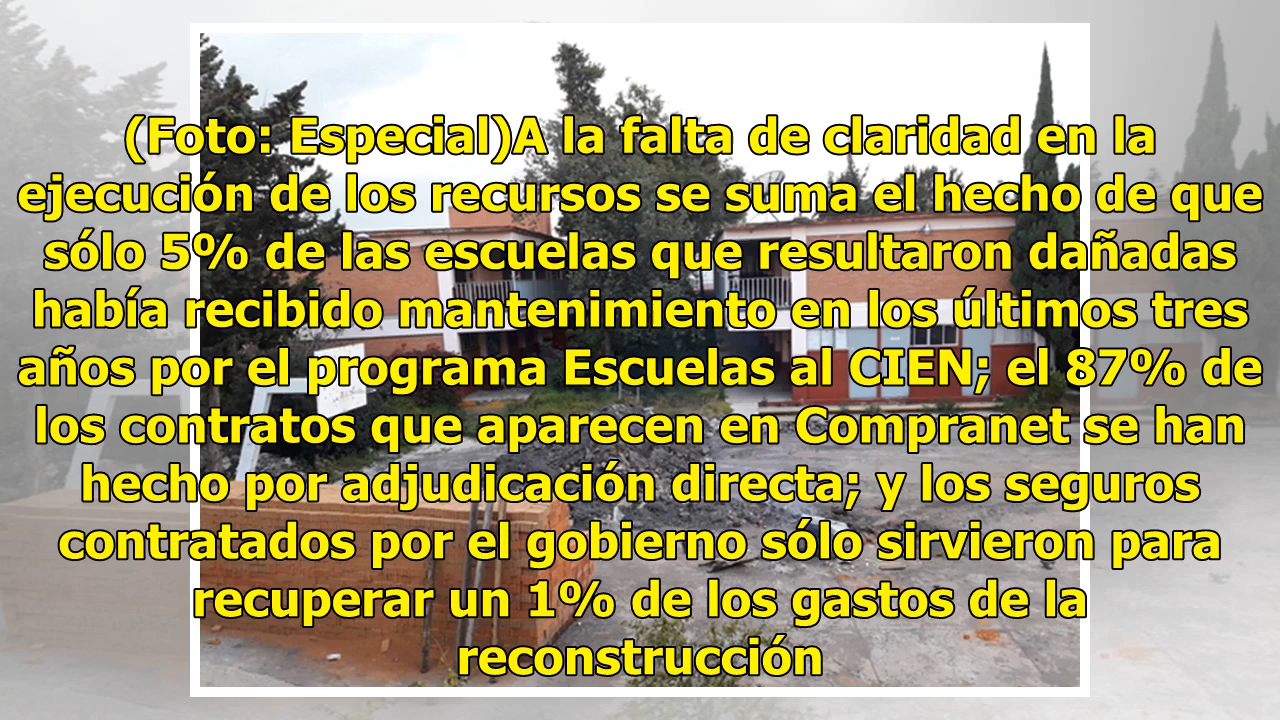 (Foto: Especial)A la falta de claridad en la
ejecución de los recursos se suma el hecho de que
sólo 5% de las escuelas que resultaron dañadas
había recibido mantenimiento en los últimos tres
años por el programa Escuelas al CIEN; el 87% de
los contratos que aparecen en Compranet se han
hecho por adjudicación directa; y los seguros
contratados por el gobierno sólo sirvieron para
recuperar un 1% de los gastos de la
reconstrucción